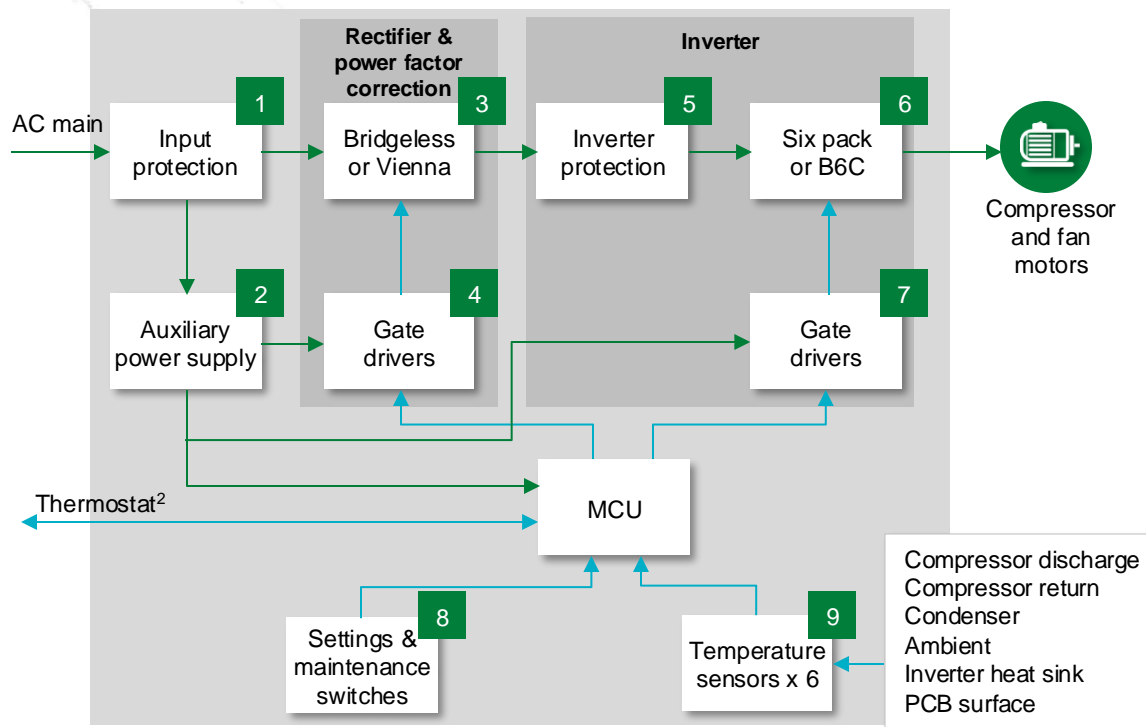 Rectifier &
power factor
correction
Inverter
1
3
5
6
AC main
Input
protection
Bridgeless
or Vienna
Inverter
protection
Six pack
or B6C
Compressor
and fan
motors
2
4
7
Auxiliary
power supply
Gate
drivers
Gate
drivers
Thermostat²
MCU
8
Settings &
maintenance
switches
9
Temperature
sensors x 6
Compressor discharge
Compressor return
Condenser
Ambient
Inverter heat sink
PCB surface